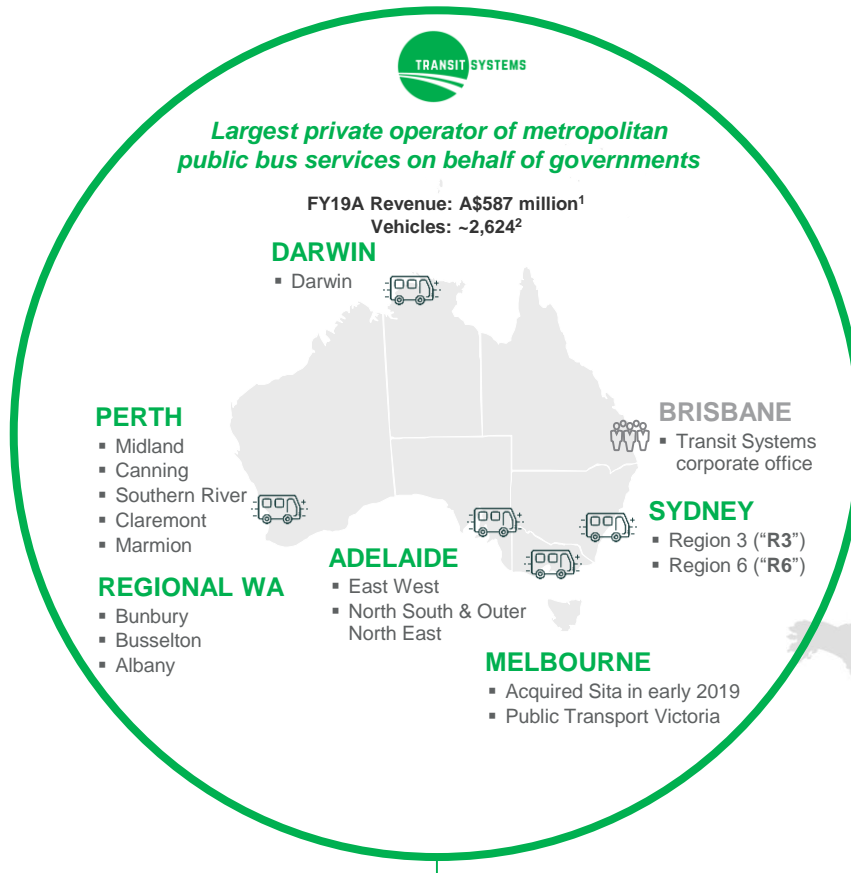 TRANSIT SYSTEMS
Largest private operator of metropolitan
public bus services on behalf of governments
FY19A Revenue: A$587 million¹
Vehicles: ~2,624²
DARWIN
▪ Darwin
PERTH
▪ Midland
▪ Canning
▪ Southern River
▪ Claremont
▪ Marmion
REGIONAL WA
▪ Bunbury
▪ Busselton
▪ Albany
ADELAIDE
▪ East West
▪ North South & Outer
North East
BRISBANE
▪ Transit Systems
corporate office
SYDNEY
▪ Region 3 (“R3”)
▪ Region 6 (“R6”)
MELBOURNE
▪ Acquired Sita in early 2019
▪ Public Transport Victoria